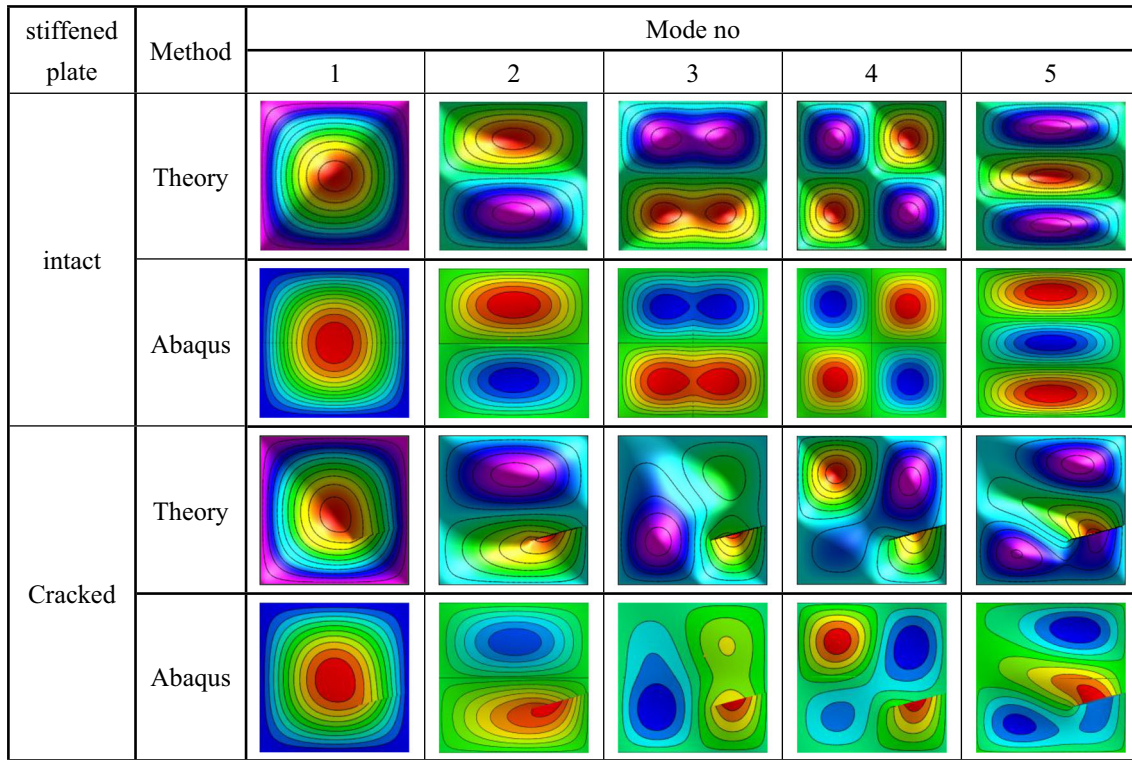 stiffened
plate
Method
Mode no
1 2 3 4 5
intact
Theory
Abaqus
Cracked
Theory
Abaqus